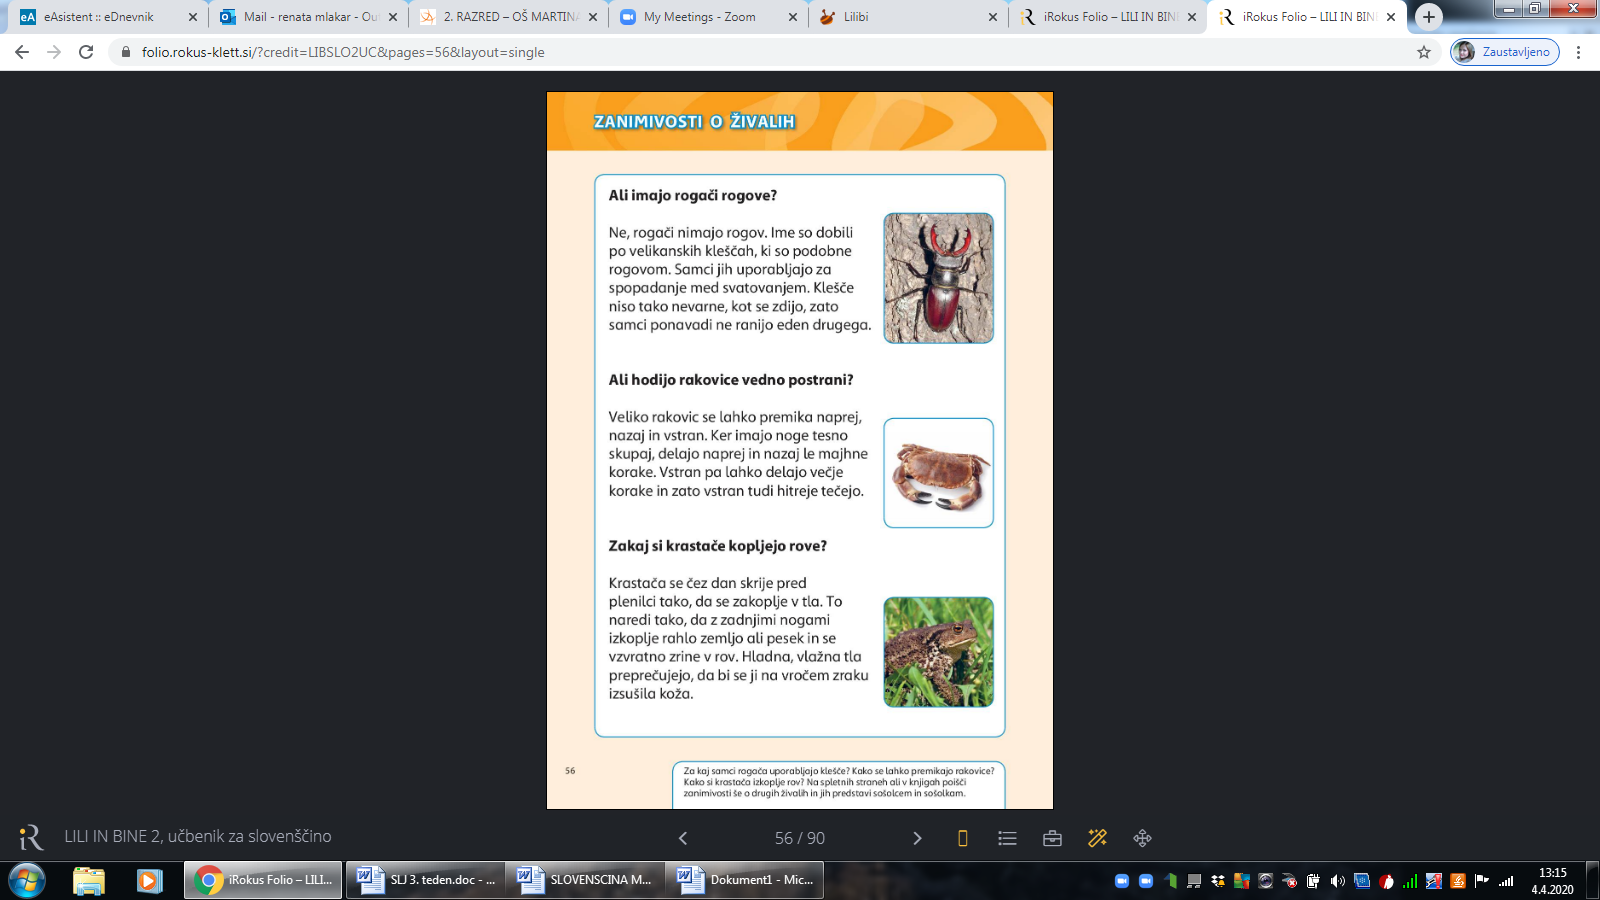 eAsistent :: eDnevnik
Mail - renata mlakar - Ou
2. RAZRED – OŠ MARTIN
My Meetings - Zoom
Lilibi
iRokus Folio – LILI IN BIN
iRokus Folio – LILI IN BIN
folio.rokus-klett.si/?credit=LIBSLO2UC&pages=56&layout=single
Zaustavljeno
ZANIMIVOSTI O ŽIVALIH
Ali imajo rogači rogove?
Ne, rogači nimajo rogov. Ime so dobili
po velikanskih kleščah, ki so podobne
rogovom. Samci jih uporabljajo za
spopadanje med svatovanjem. Klešče
niso tako nevarne, kot se zdijo, zato
samci ponavadi ne ranijo eden drugega.
Ali hodijo rakovice vedno postrani?
Veliko rakovic se lahko premika naprej,
nazaj in vstran. Ker imajo noge tesno
skupaj, delajo naprej in nazaj le majhne
korake. Vstran pa lahko delajo večje
korake in zato vstran tudi hitreje tečejo.
Zakaj si krastače kopljejo rove?
Krastača se čez dan skrije pred
plenilci tako, da se zakoplje v tla. To
naredi tako, da z zadnjimi nogami
izkoplje rahlo zemljo ali pesek in se
vzvratno zrine v rov. Hladna, vlažna tla
preprečujejo, da bi se ji na vročem zraku
izsušila koža.
56
Za kaj samci rogača uporabljajo klešče? Kako se lahko premikajo rakovice?
Kako si krastača izkoplje rov? Na spletnih straneh ali v knjigah poišči
zanimivosti še o drugih živalih in jih predstavi sošolcem in sošolkam.
iR
LILI IN BINE 2, učbenik za slovenščino
56 / 90
iRokus Folio – LILI...
SLJ 3. teden.doc - ...
SLOVENSCINA M...
Dokument1 - Mic...
13:15
4.4.2020